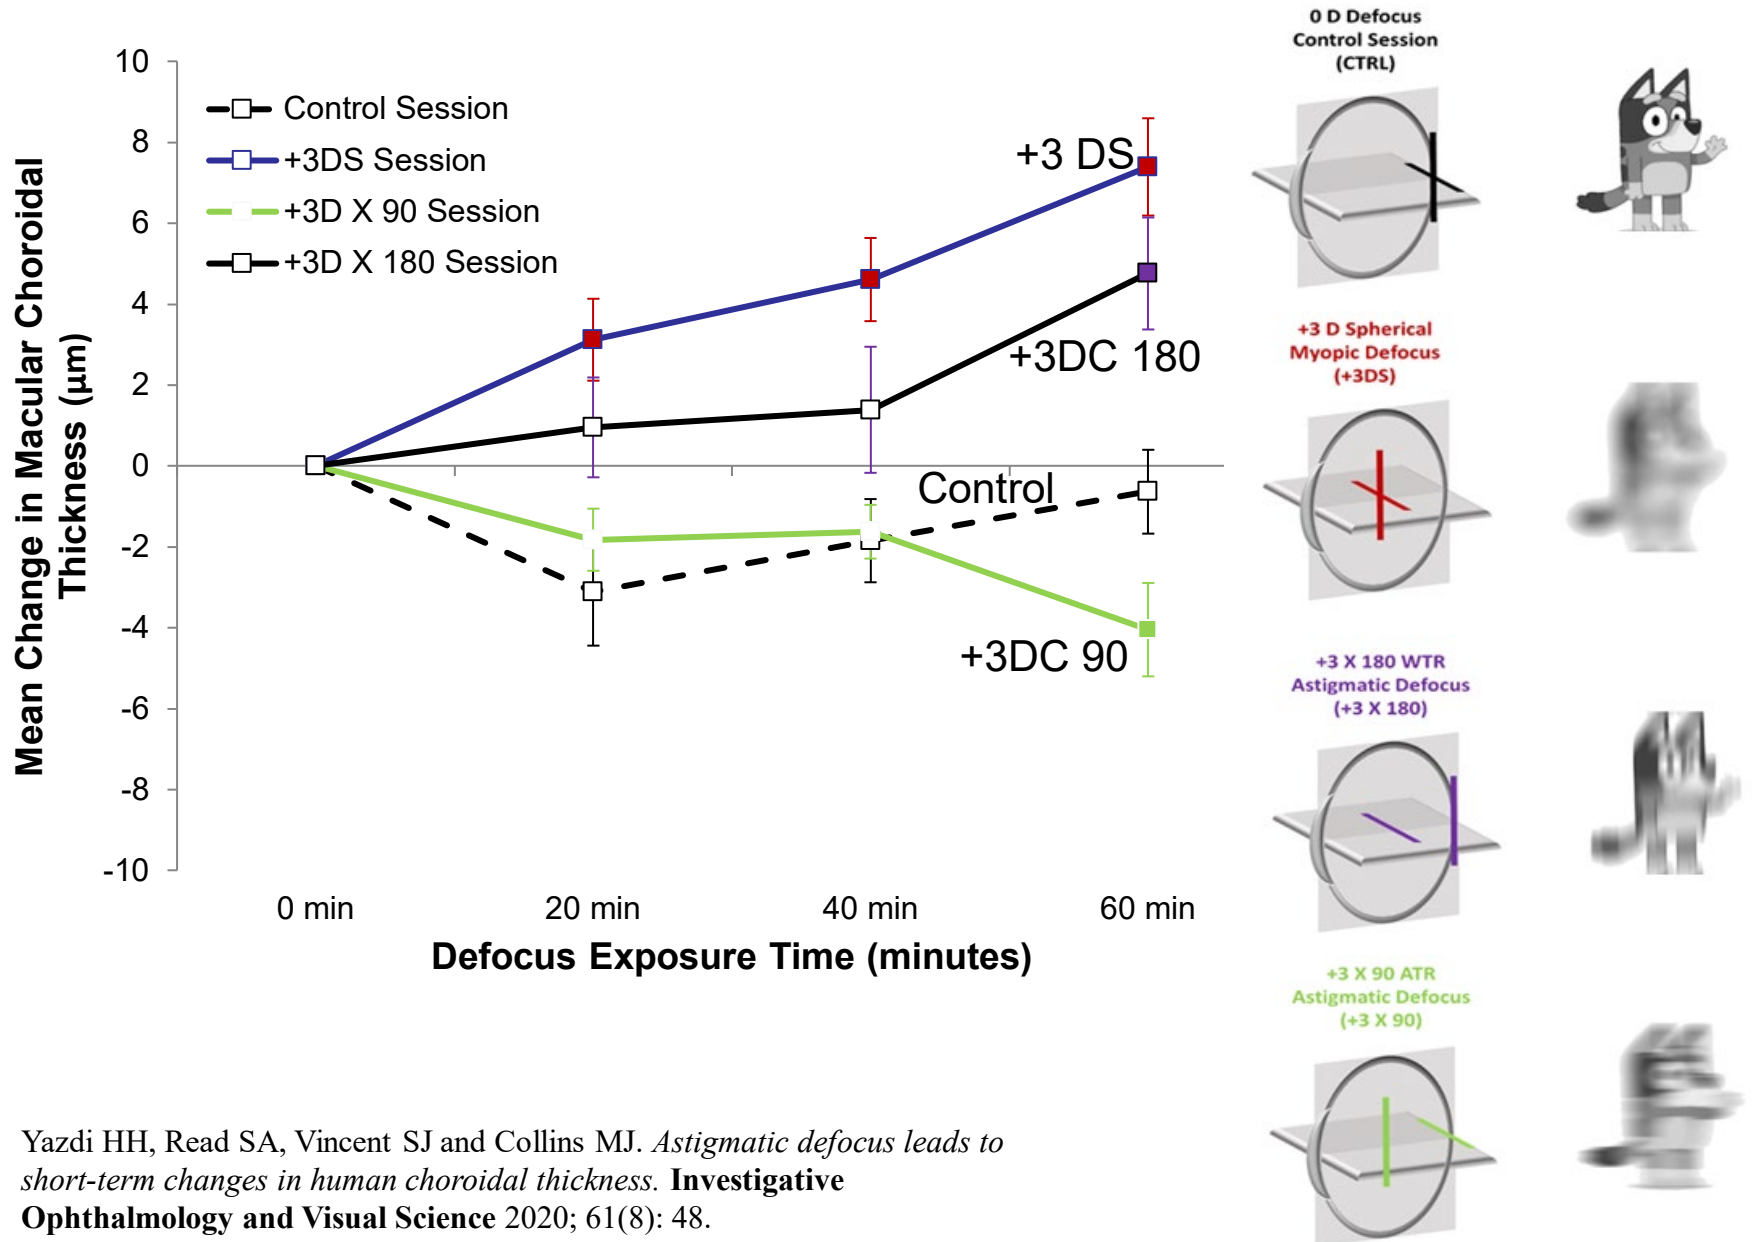 10
8
6
4
2
0
-2
-4
-6
-8
-10
Mean Change in Macular Choroidal
Thickness (μm)
Control Session
+3DS Session
+3D X 90 Session
+3D X 180 Session
+3 DS
+3DC 180
Control
+3DC 90
0 min
20 min
40 min
60 min
Defocus Exposure Time (minutes)
0 D Defocus
Control Session
(CTRL)
+3 D Spherical
Myopic Defocus
(+3DS)
+3 X 180 WTR
Astigmatic Defocus
(+3 X 180)
+3 X 90 ATR
Astigmatic Defocus
(+3 X 90)
Yazdi HH, Read SA, Vincent SJ and Collins MJ. Astigmatic defocus leads to
short-term changes in human choroidal thickness. Investigative
Ophthalmology and Visual Science 2020; 61(8): 48.